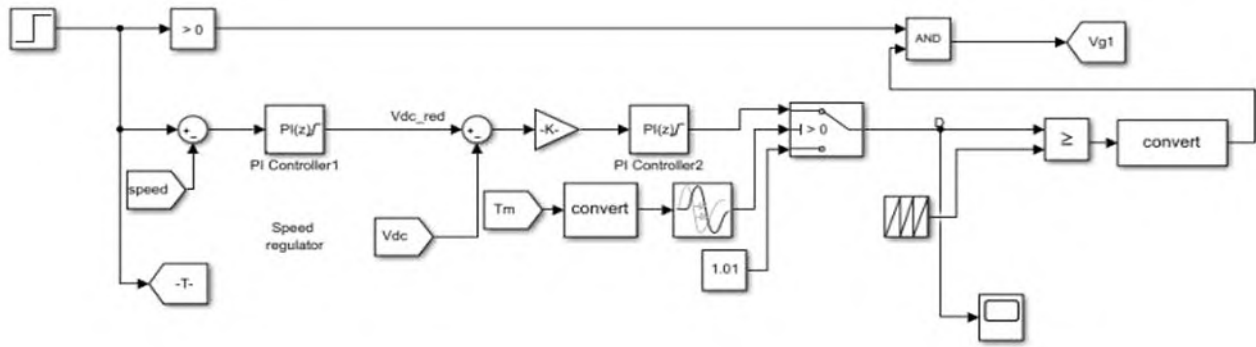 > 0
AND
Vg1
PI(z)
PI Controller1
Vdc_red
-K-
PI(z)
PI Controller2
> 0
D
≥
convert
speed
Speed
regulator
Vdc
Tm
convert
1.01
-T-